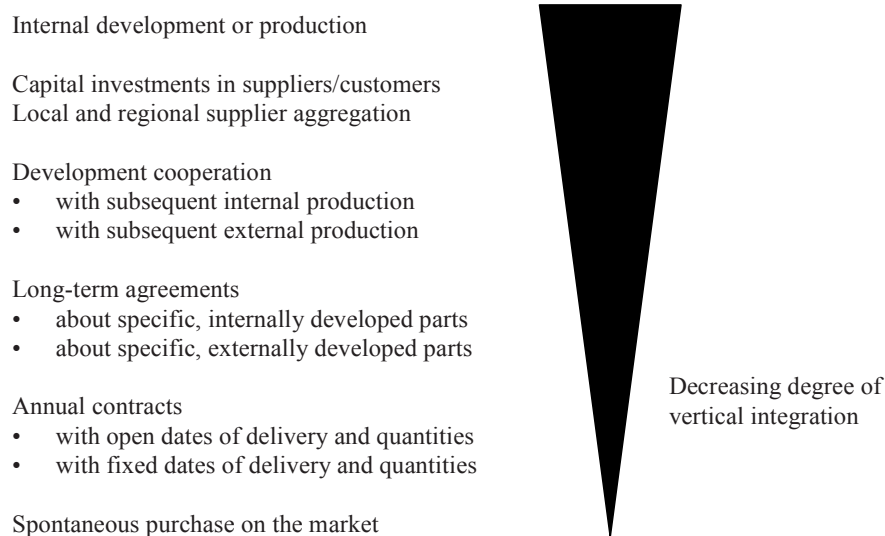 Internal development or production
Capital investments in suppliers/customers
Local and regional supplier aggregation
Development cooperation
• with subsequent internal production
• with subsequent external production
Long-term agreements
• about specific, internally developed parts
• about specific, externally developed parts
Annual contracts
• with open dates of delivery and quantities
• with fixed dates of delivery and quantities
Spontaneous purchase on the market
Decreasing degree of
vertical integration